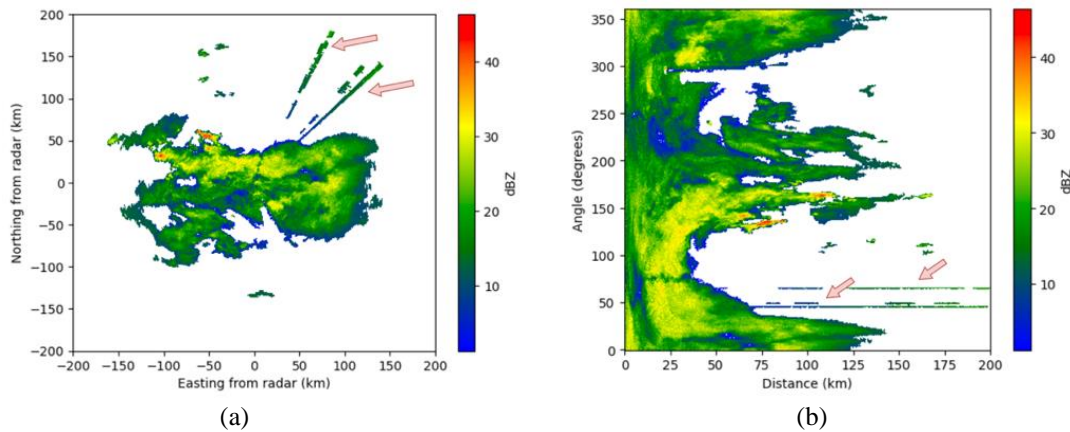 200
150
100
50
0
−50
−100
−150
−200
Northing from radar (km)
−200 −150 −100 −50 0 50 100 150 200
Easting from radar (km)
40
30
20
10
dBZ
(a)
350
300
250
200
150
100
50
0
Angle (degrees)
0 25 50 75 100 125 150 175 200
Distance (km)
40
30
20
10
dBZ
(b)